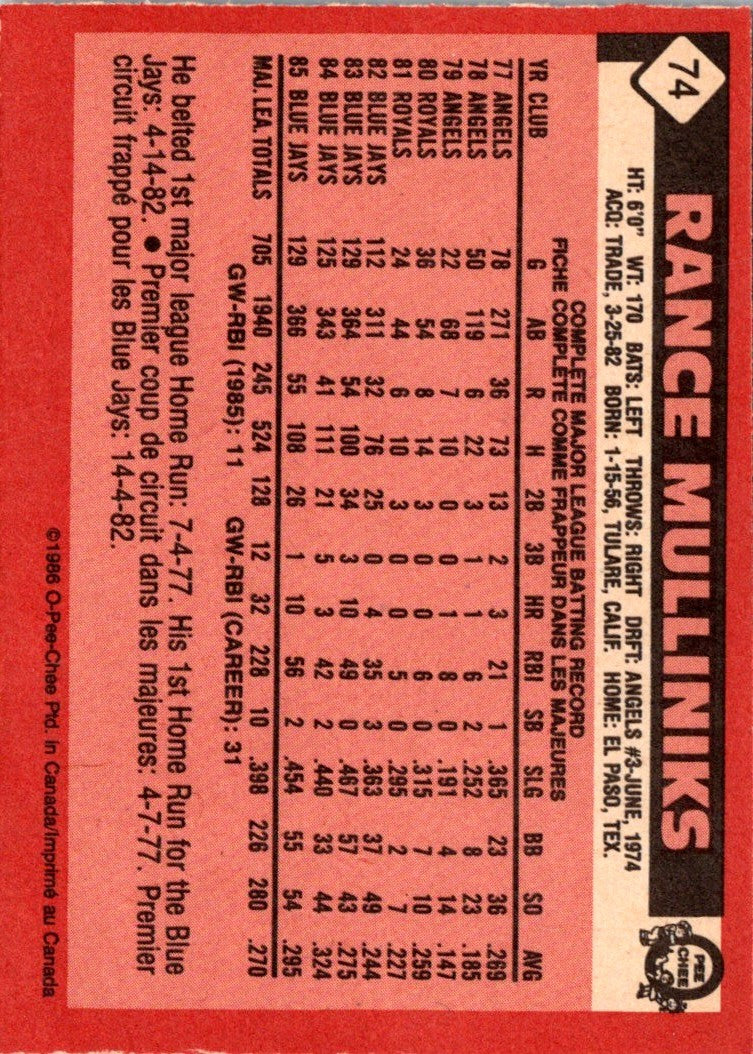 74
RANCE MULLINIKS
O PEE CHEE
HT: 6'0" WT: 170 BATS: LEFT THROWS: RIGHT DRFT: ANGELS #3-JUNE, 1974
ACQ: TRADE, 3-25-82 BORN: 1-15-56, TULARE, CALIF. HOME: EL PASO, TEX.
COMPLETE MAJOR LEAGUE BATTING RECORD
FICHE COMPLETE COMME FRAPPEUR DANS LES MAJEURES
YR CLUB G AB R H 2B 3B HR RBI SB SLG BB SO AVG
77 ANGELS 78 271 36 73 13 2 3 21 1 .365 23 36 .269
78 ANGELS 50 119 6 22 3 1 1 6 2 .252 8 23 .185
79 ANGELS 22 68 7 10 0 0 1 8 0 .191 4 14 .147
80 ROYALS 36 54 8 14 3 0 0 6 0 .315 7 10 .259
81 ROYALS 24 44 6 10 3 0 0 5 0 .295 2 7 .227
82 BLUE JAYS 112 311 32 76 25 0 4 35 3 .363 37 49 .244
83 BLUE JAYS 129 364 54 100 34 3 10 49 0 .467 57 43 .275
84 BLUE JAYS 125 343 41 111 21 5 3 42 2 .440 33 44 .324
85 BLUE JAYS 129 366 55 108 26 1 10 56 2 .454 55 54 .295
MAJ. LEA. TOTALS 705 1940 245 524 128 12 32 228 10 .398 226 280 .270
GW-RBI (1985): 11 GW-RBI (CAREER): 31
He belted 1st major league Home Run: 7-4-77. His 1st Home Run for the Blue
Jays: 4-14-82. ● Premier coup de circuit dans les majeures: 4-7-77. Premier
circuit frappé pour les Blue Jays: 14-4-82.
©1986 O-Pee-Chee Ptd. in Canada/Imprimé au Canada